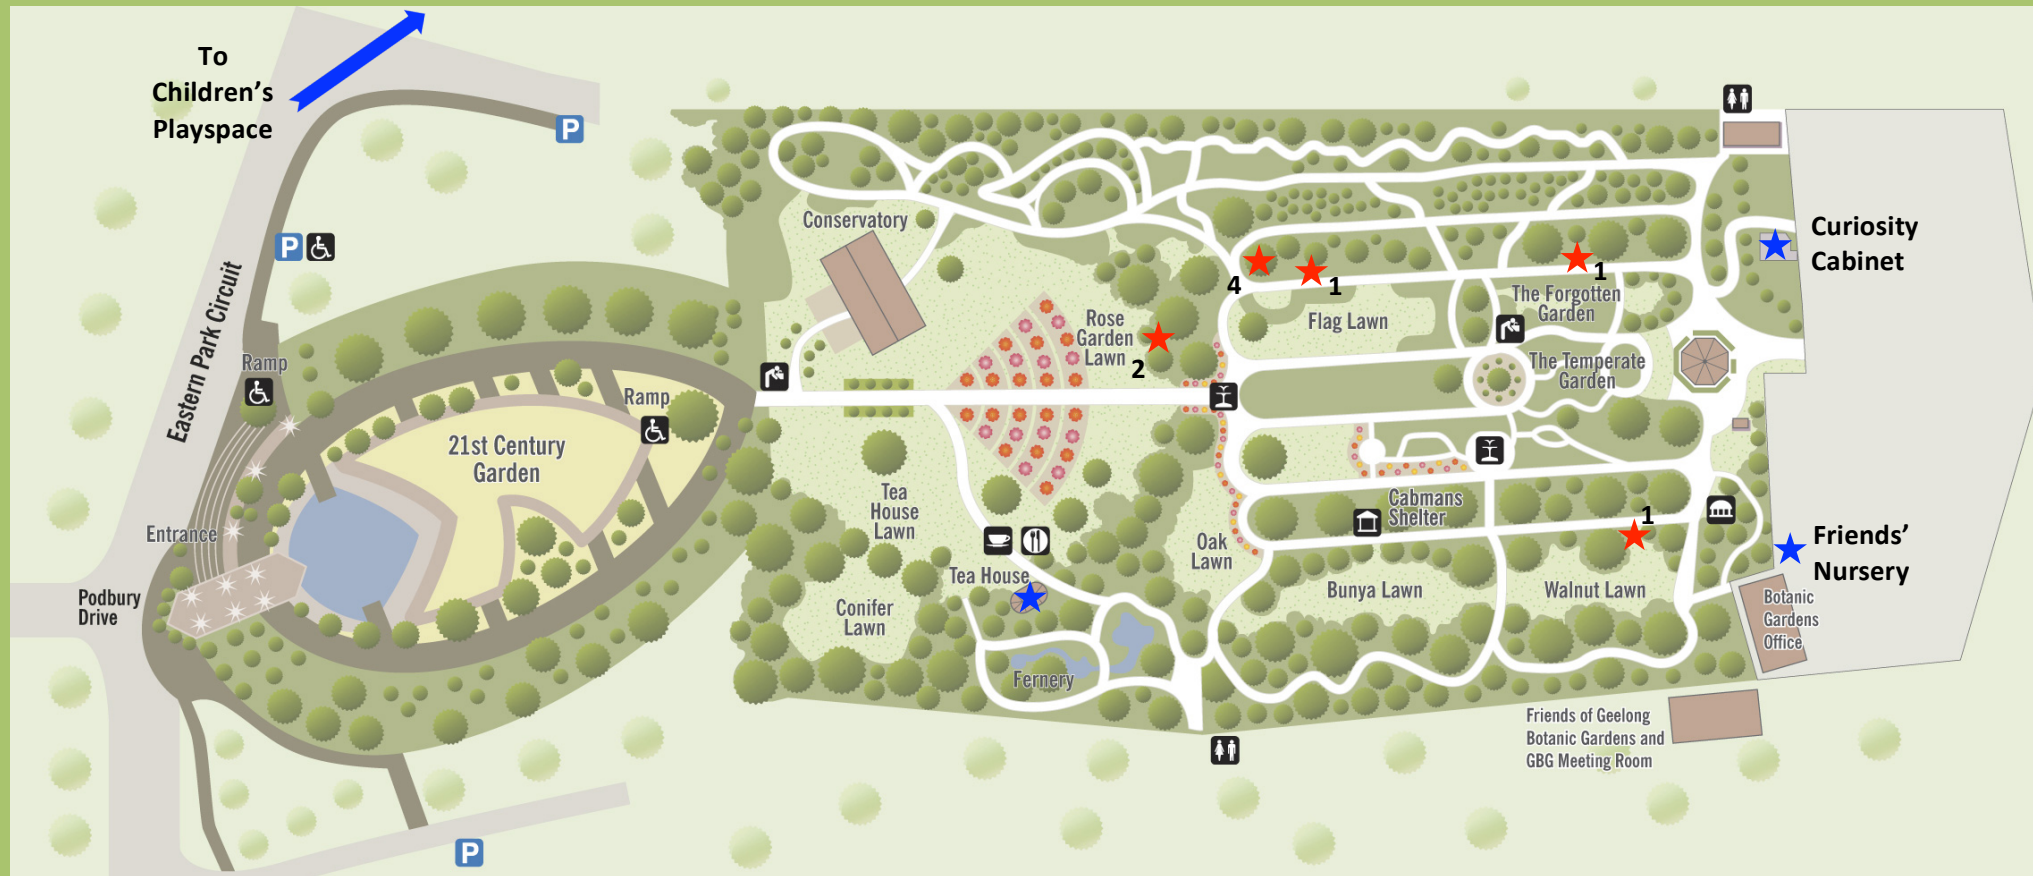 To
Children's
Playspace
P
P
Eastern Park Circuit
Ramp
Ramp
21st Century
Garden
Entrance
Podbury
Drive
P
Conservatory
Rose
Garden
Lawn
2
4
1
1
Flag Lawn
The Forgotten
Garden
The Temperate
Garden
Curiosity
Cabinet
Tea
House
Lawn
Tea House
Conifer
Lawn
Fernery
Oak
Lawn
Cabmans
Shelter
1
Bunya Lawn
Walnut Lawn
Friends'
Nursery
Botanic
Gardens
Office
Friends of Geelong
Botanic Gardens and
GBG Meeting Room